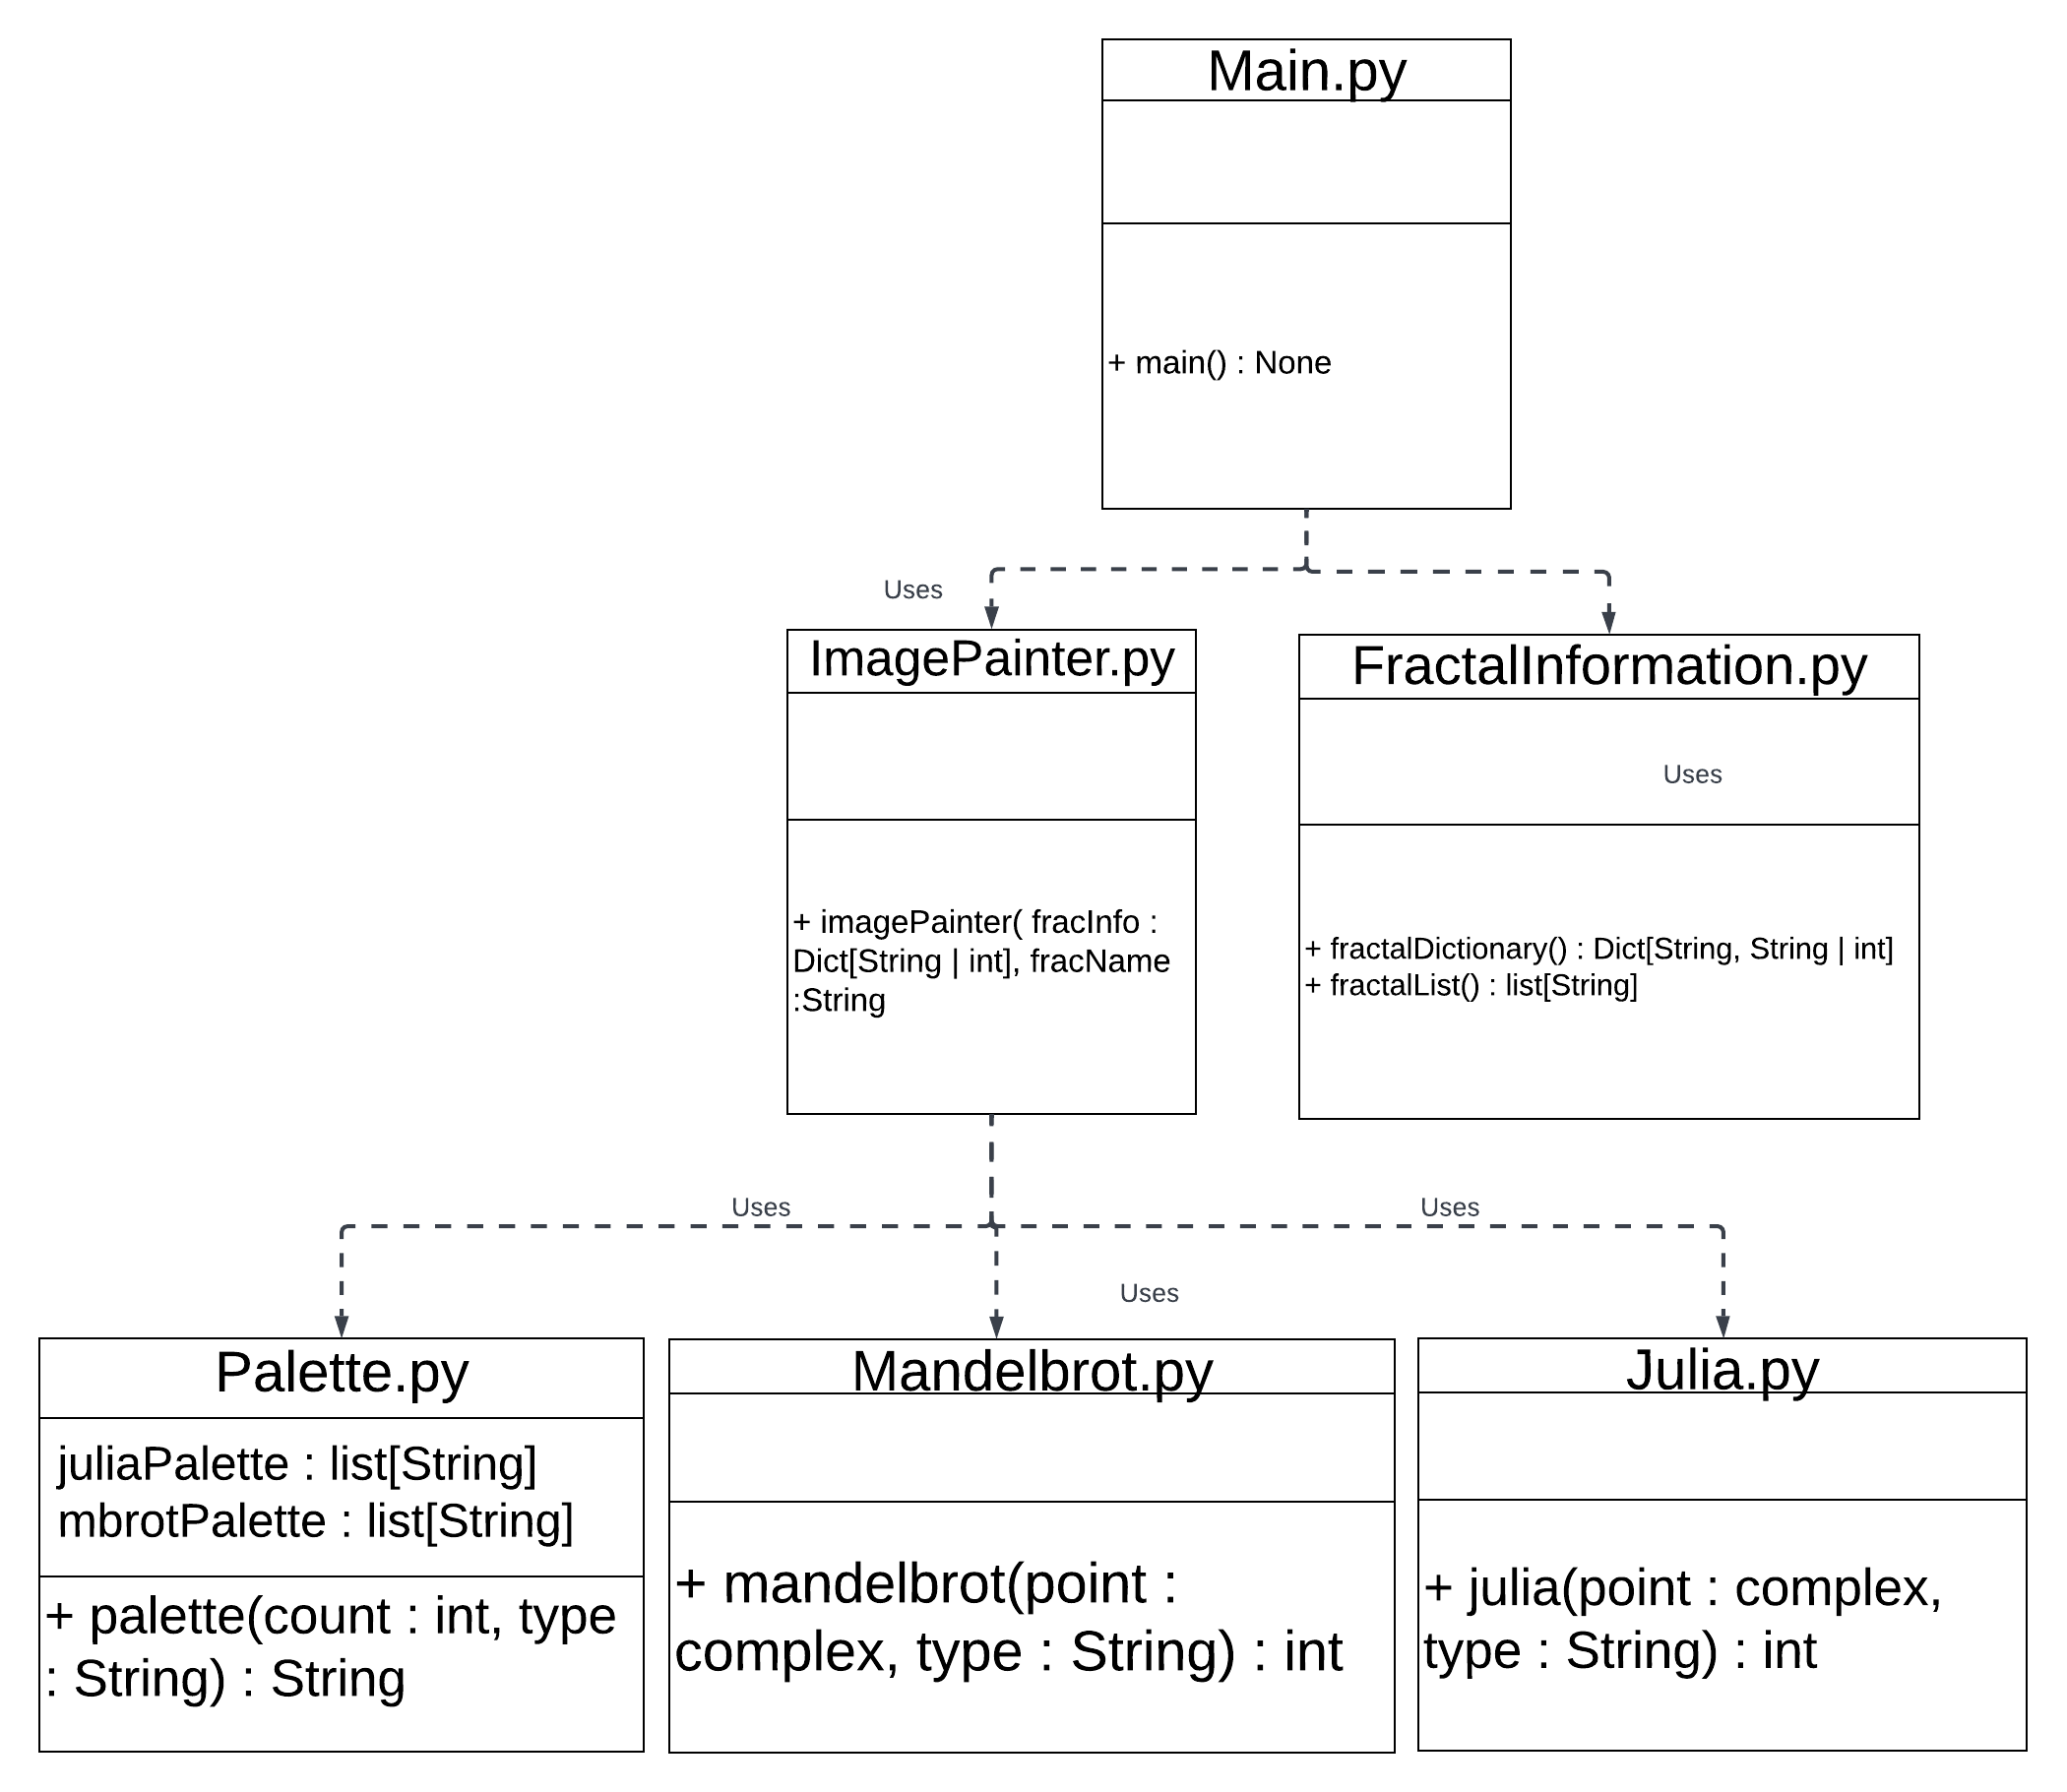 Main.py
+ main() : None
Uses
ImagePainter.py
FractalInformation.py
Uses
+ imagePainter( fracInfo :
Dict[String | int], fracName
:String
+ fractalDictionary() : Dict[String, String | int]
+ fractalList() : list[String]
Uses
Uses
Uses
Palette.py
juliaPalette : list[String]
mbrotPalette : list[String]
+ palette(count : int, type
: String) : String
Mandelbrot.py
+ mandelbrot(point :
complex, type : String) : int
Julia.py
+ julia(point : complex,
type : String) : int